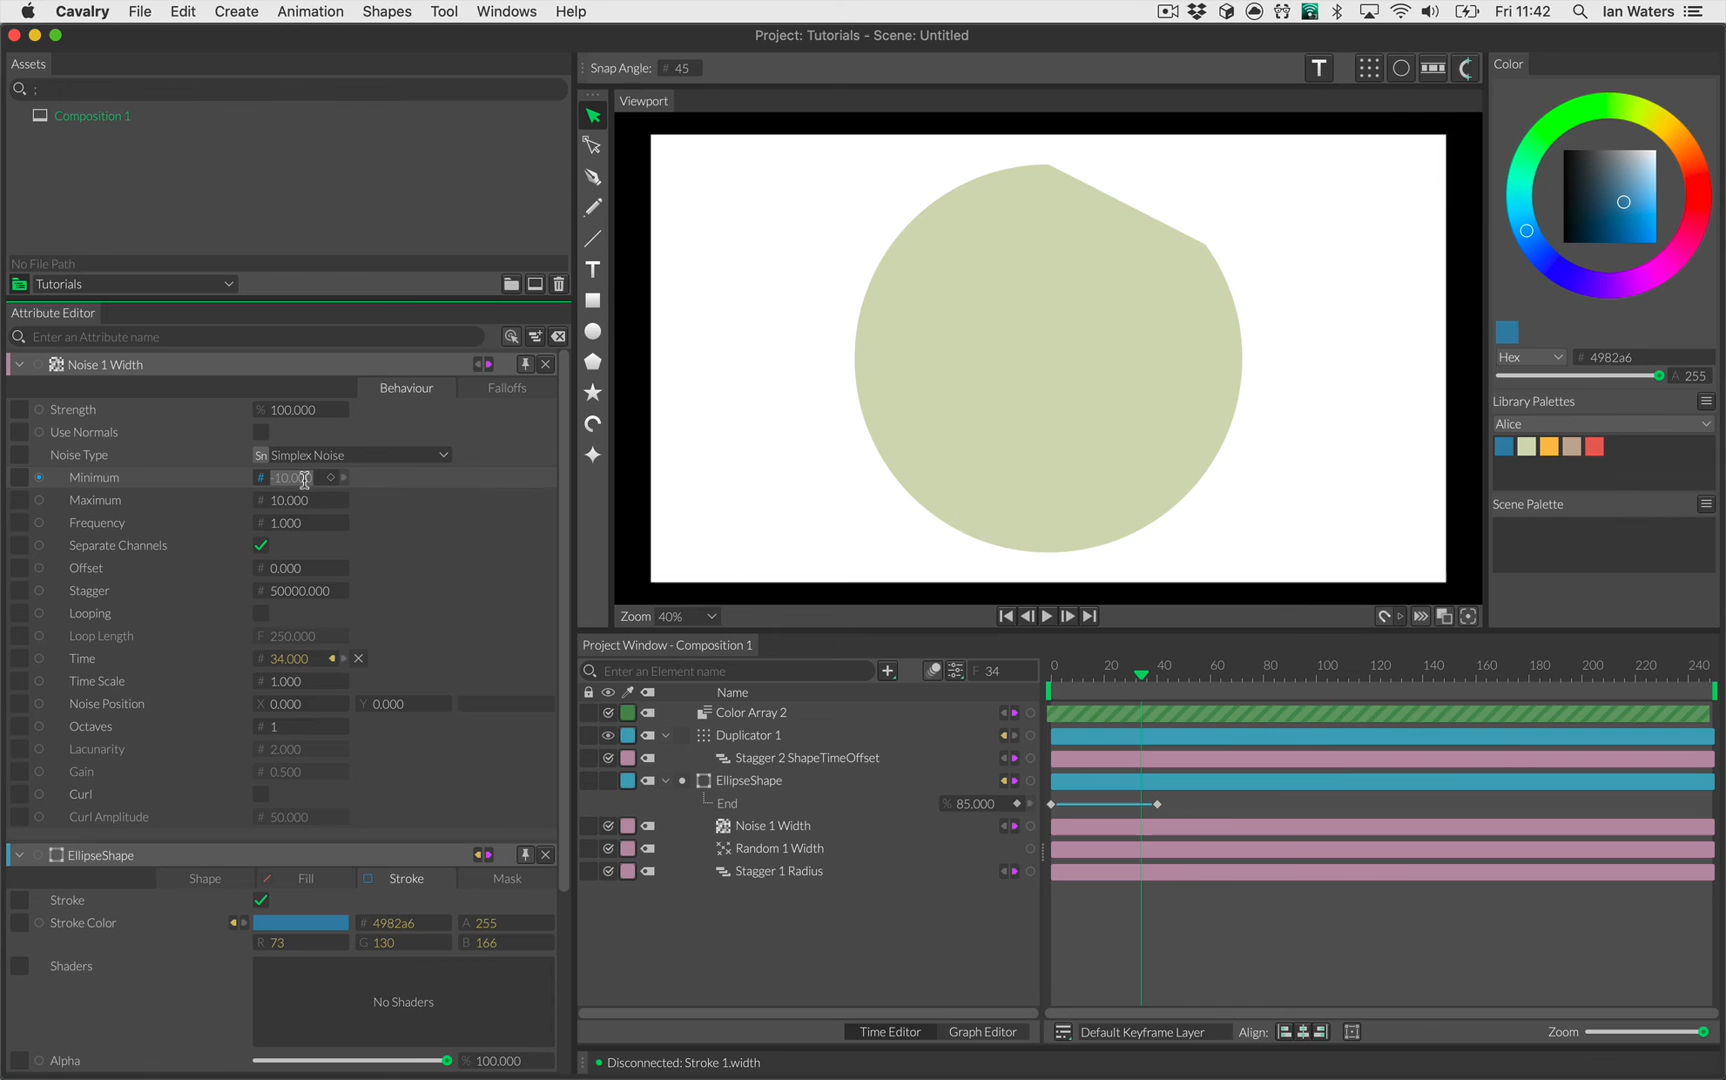 Cavalry File Edit Create Animation Shapes Tool Windows Help Fri 11:42 Ian Waters
Project: Tutorials - Scene: Untitled
Assets
;
Composition 1
No File Path
Tutorials
Attribute Editor
Enter an Attribute name
Noise 1 Width
Behaviour Falloffs
Strength % 100.000
Use Normals
Noise Type Sn Simplex Noise
Minimum # -10.000
Maximum # 10.000
Frequency # 1.000
Separate Channels
Offset # 0.000
Stagger # 50000.000
Looping
Loop Length F 250.000
Time # 34.000
Time Scale # 1.000
Noise Position X 0.000 Y 0.000
Octaves # 1
Lacunarity # 2.000
Gain # 0.500
Curl
Curl Amplitude # 50.000
EllipseShape
Shape Fill Stroke Mask
Stroke
Stroke Color # 4982a6 A 255
R 73 G 130 B 166
Shaders
No Shaders
Alpha % 100.000
Snap Angle: # 45
Viewport
Zoom 40%
Project Window - Composition 1
Enter an Element name F 34
0 20 40 60 80 100 120 140 160 180 200 220 240
Name
Color Array 2
Duplicator 1
Stagger 2 ShapeTimeOffset
EllipseShape
End % 85.000
Noise 1 Width
Random 1 Width
Stagger 1 Radius
Time Editor Graph Editor Default Keyframe Layer Align: Zoom
Disconnected: Stroke 1.width
Color
Hex # 4982a6
A 255
Library Palettes
Alice
Scene Palette